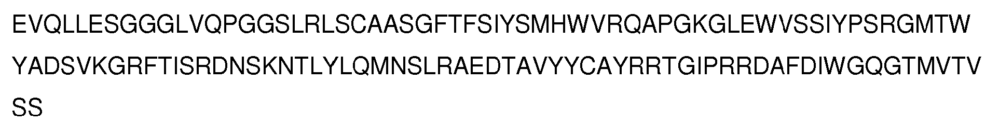 EVQLLESGGGLVQPGGSLRLSCAASGFTFSIYSMHWVRQAPGKGLEWVSSIYPSRGMTW
YADSVKGRFTISRDNSKNTLYLQMNSLRAEDTAVYYCAYRRTGIPRRDAFDIWGQGTMVTV
SS